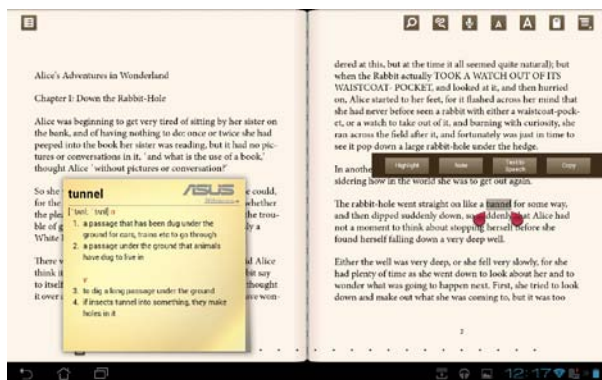 Alice's Adventures in Wonderland
Chapter I: Down the Rabbit-Hole
Alice was beginning to get very tired of sitting by her sister on
the bank, and of having nothing to do: once or twice she had
peeped into the book her sister was reading, but it had no pic-
tures or conversations in it, 'and what is the use of a book,'
thought Alice 'without pictures or conversation?'
So she
could,
for the
whether
the plea
the trou-
ble of g
ly a
White
There w
d Alice
think it
bit say
to itself
thought
it over a
ve won-
tunnel
ASUS
1. a passage that has been dug under the
ground for cars, trains etc to go through
2. a passage under the ground that animals
have dug to live in
v
3. to dig a long passage under the ground
4. if insects tunnel into something, they make
holes in it
dered at this, but at the time it all seemed quite natural); but
when the Rabbit actually TOOK A WATCH OUT OF ITS
WAISTCOAT- POCKET, and looked at it, and then hurried
on, Alice started to her feet, for it flashed across her mind that
she had never before seen a rabbit with either a waistcoat-pock-
et, or a watch to take out of it, and burning with curiosity, she
ran across the field after it, and fortunately was just in time to
see it pop down a large rabbit-hole under the hedge.
Highlight Note Text to Speech Copy
In anothe
sidering how in the world she was to get out again.
The rabbit-hole went straight on like a tunnel for some way,
and then dipped suddenly down, so suddenly that Alice had
not a moment to think about stopping herself before she
found herself falling down a very deep well.
Either the well was very deep, or she fell very slowly, for she
had plenty of time as she went down to look about her and to
wonder what was going to happen next. First, she tried to look
down and make out what she was coming to, but it was too
2
12:17